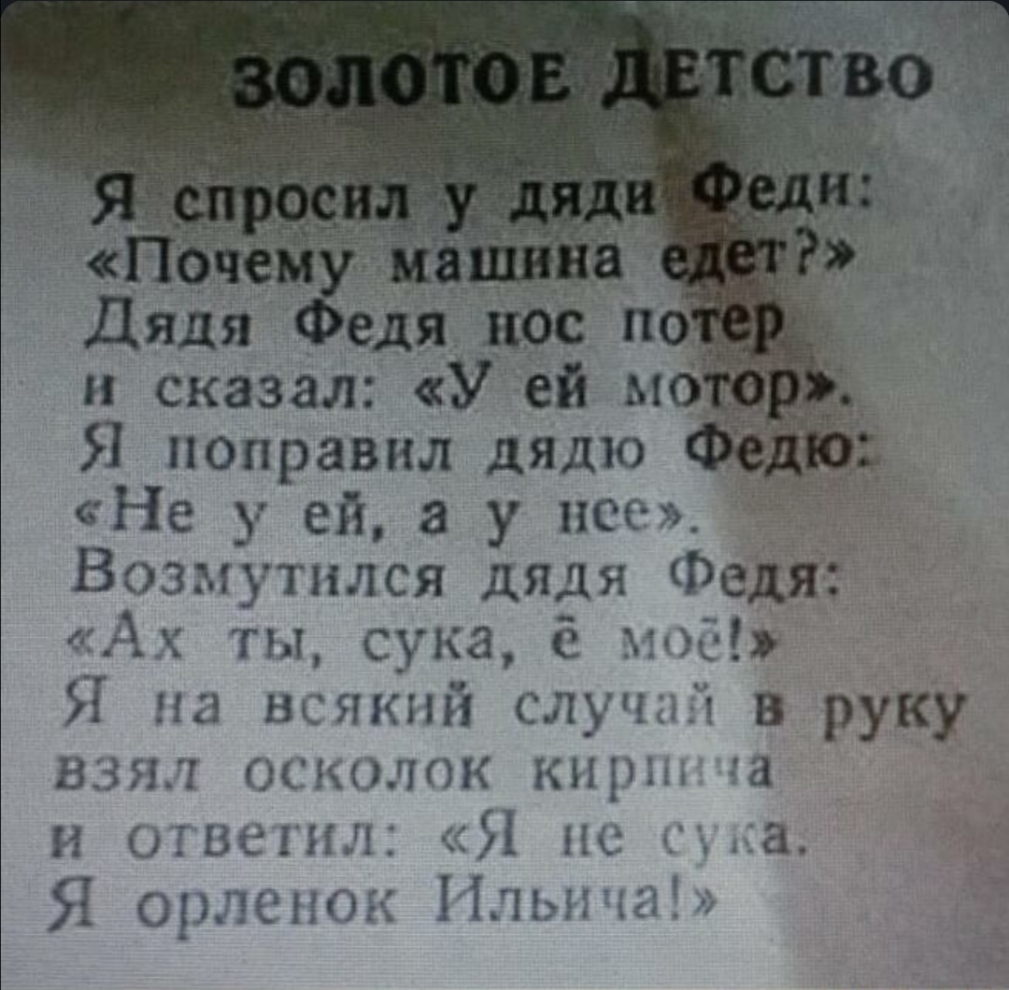 ЗОЛОТОЕ ДЕТСТВО
Я спросил у дяди Феди:
«Почему машина едет?»
Дядя Федя нос потер
и сказал: «У ей мотор».
Я поправил дядю Федю:
«Не у ей, а у нее».
Возмутился дядя Федя:
«Ах ты, сука, ё моё!»
Я на всякий случай в руку
взял осколок кирпича
и ответил: «Я не сука.
Я орленок Ильича!»